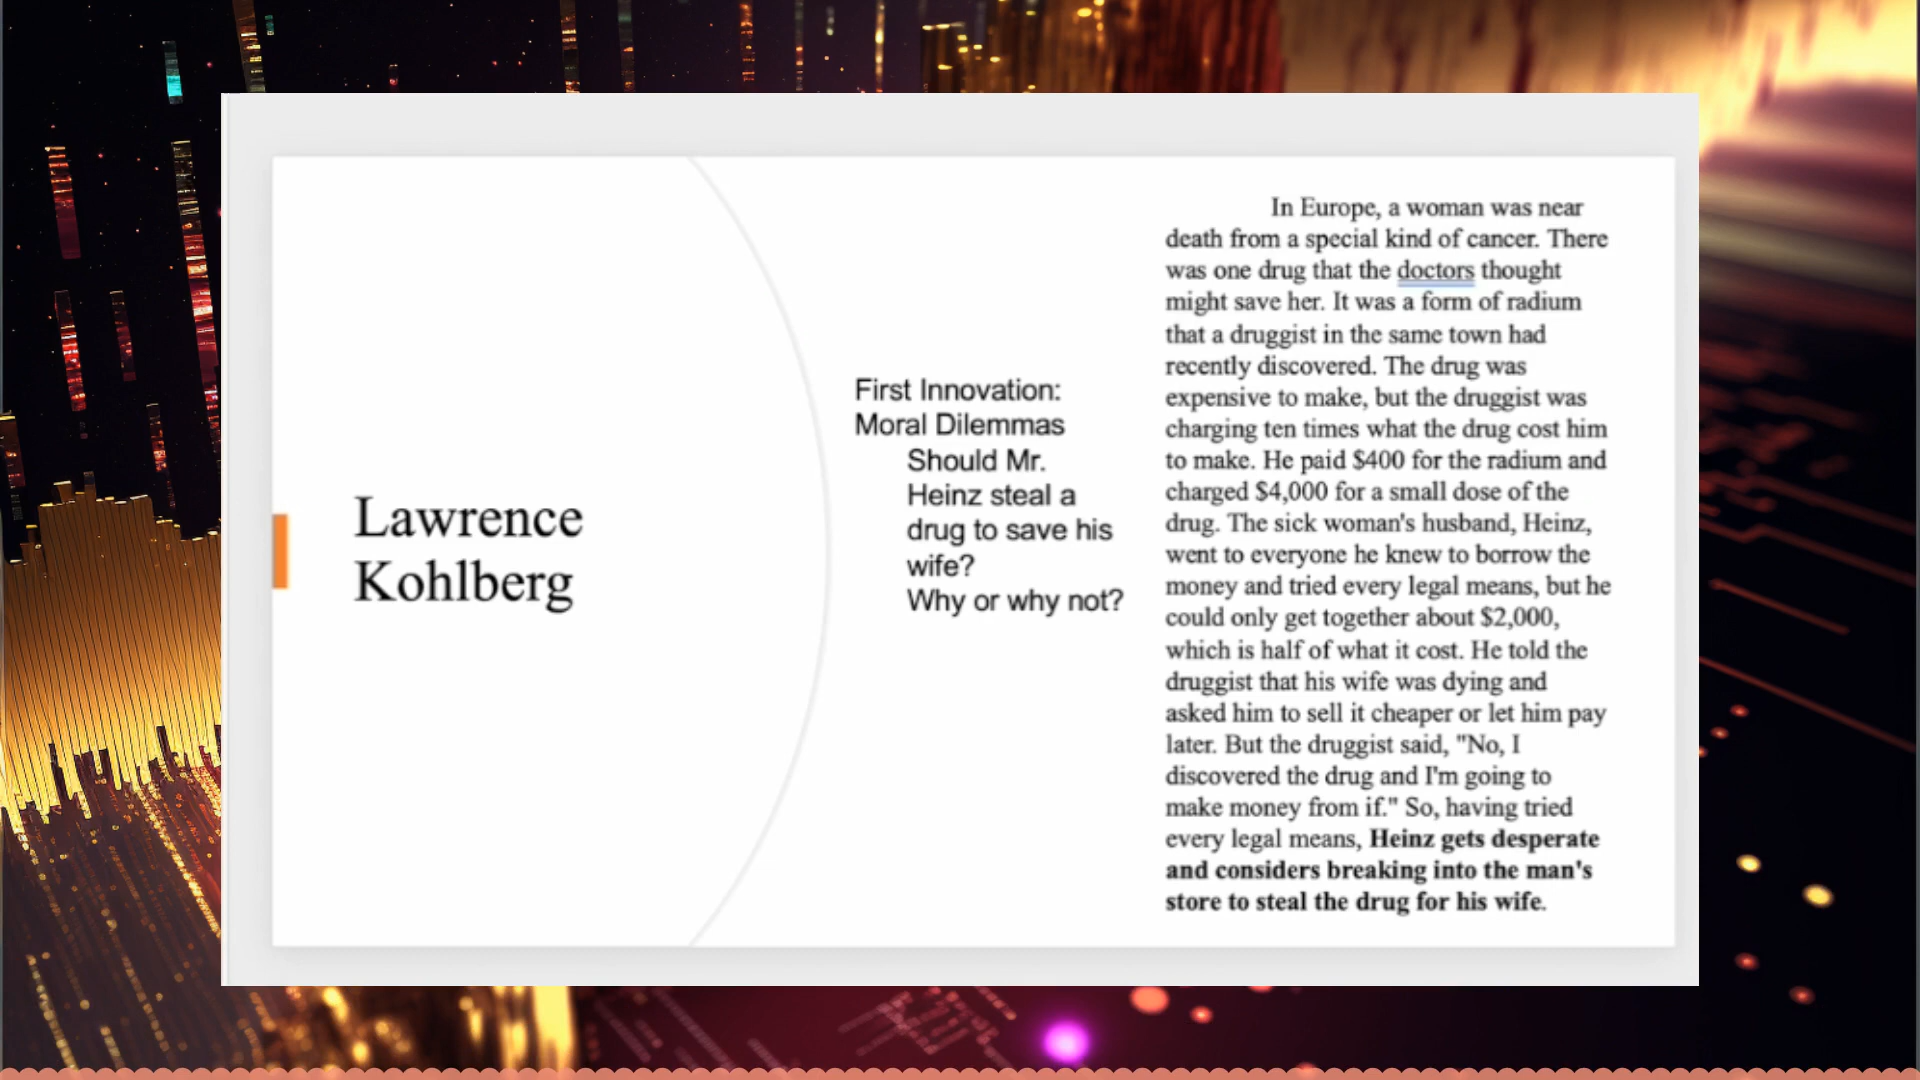 Lawrence
Kohlberg
First Innovation:
Moral Dilemmas
Should Mr.
Heinz steal a
drug to save his
wife?
Why or why not?
In Europe, a woman was near
death from a special kind of cancer. There
was one drug that the doctors thought
might save her. It was a form of radium
that a druggist in the same town had
recently discovered. The drug was
expensive to make, but the druggist was
charging ten times what the drug cost him
to make. He paid $400 for the radium and
charged $4,000 for a small dose of the
drug. The sick woman's husband, Heinz,
went to everyone he knew to borrow the
money and tried every legal means, but he
could only get together about $2,000,
which is half of what it cost. He told the
druggist that his wife was dying and
asked him to sell it cheaper or let him pay
later. But the druggist said, "No, I
discovered the drug and I'm going to
make money from if." So, having tried
every legal means, Heinz gets desperate
and considers breaking into the man's
store to steal the drug for his wife.